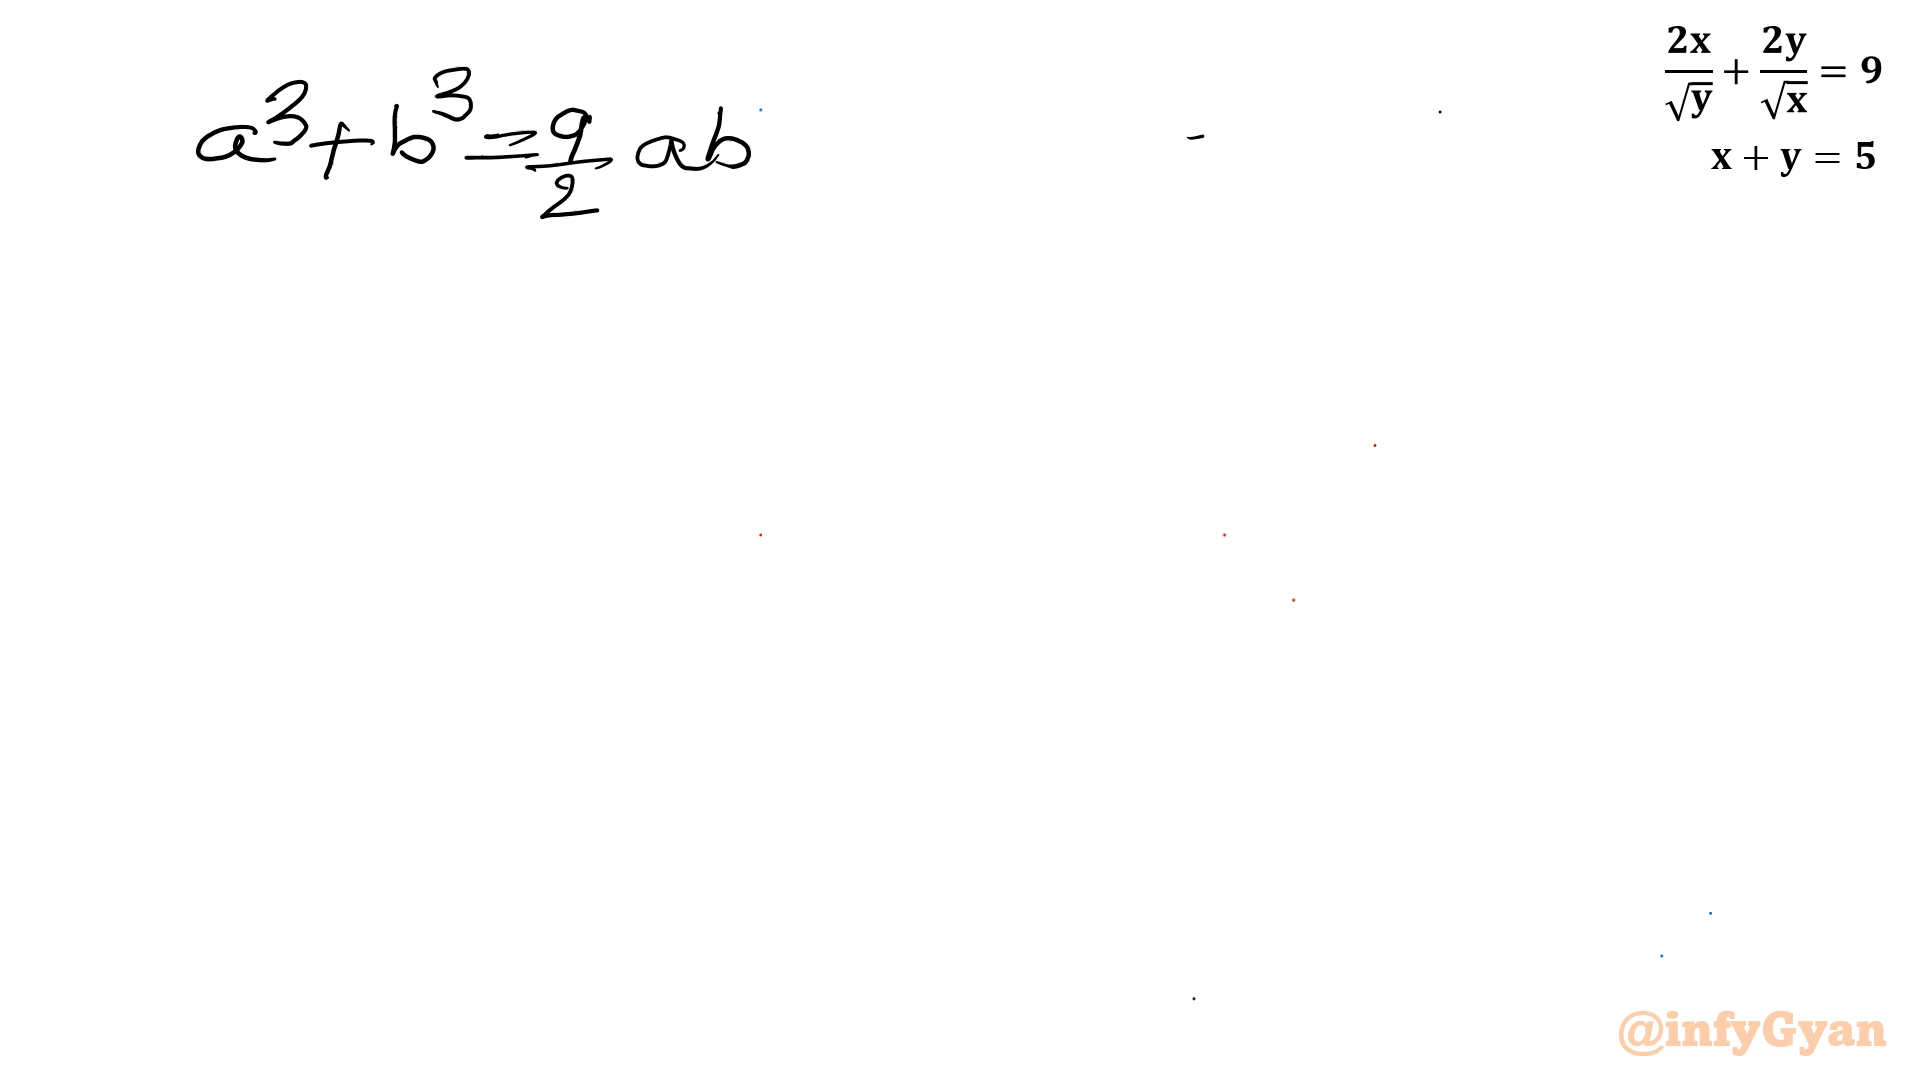 a³+b³=9/2 ab
2x/√y + 2y/√x = 9
x + y = 5
@infyGyan